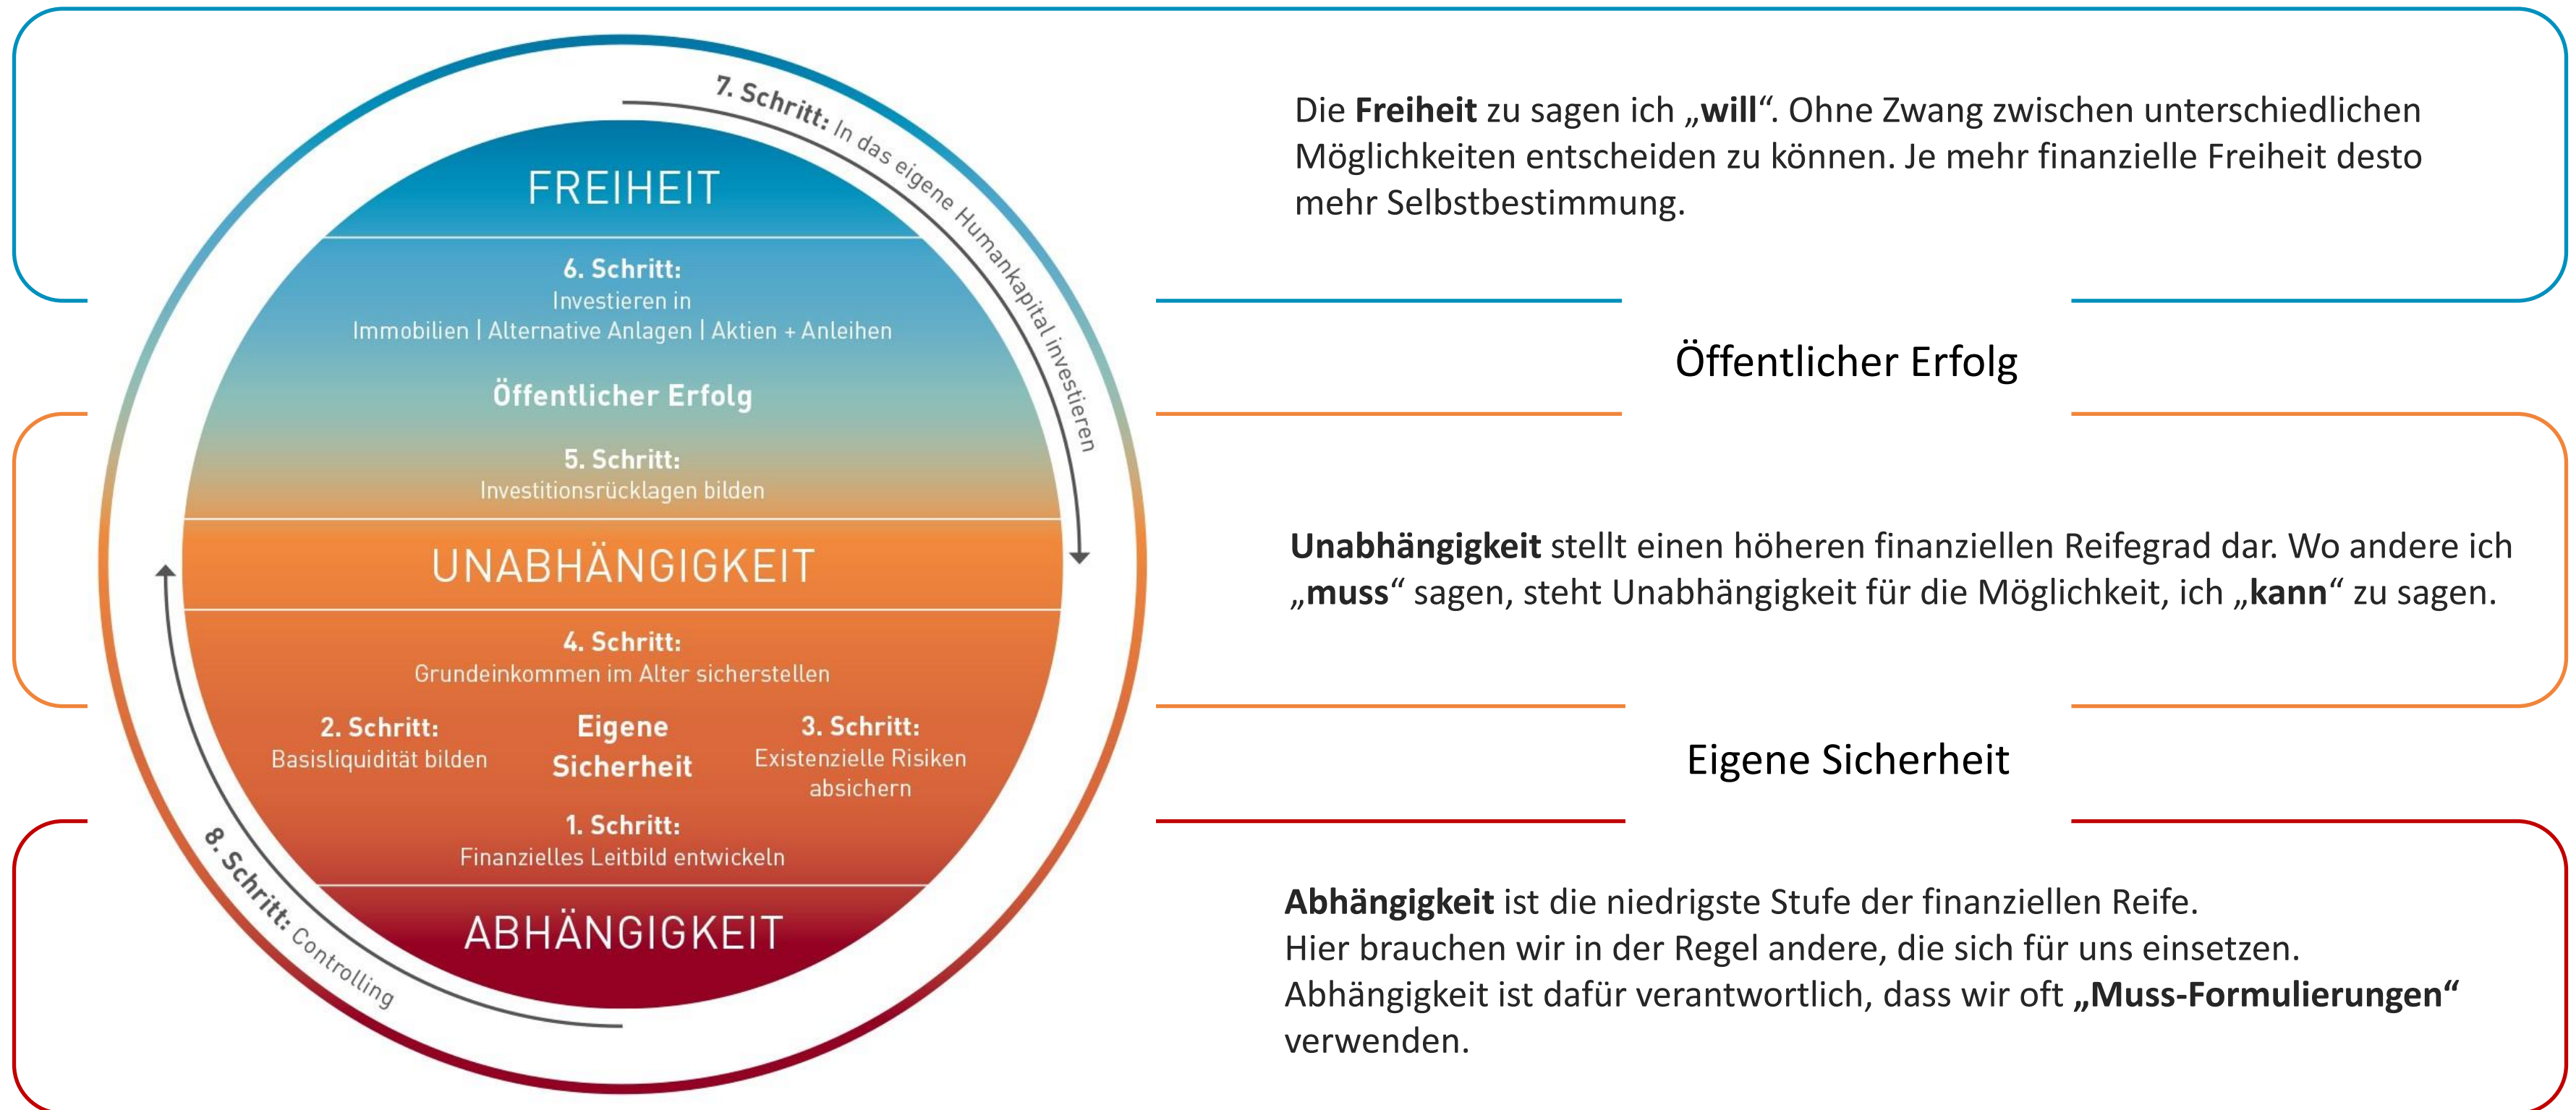 7. Schritt: In das eigene Humankapital investieren
FREIHEIT
6. Schritt:
Investieren in
Immobilien | Alternative Anlagen | Aktien + Anleihen
Öffentlicher Erfolg
5. Schritt:
Investitionsrücklagen bilden
UNABHÄNGIGKEIT
4. Schritt:
Grundeinkommen im Alter sicherstellen
2. Schritt:
Basisliquidität bilden
Eigene
Sicherheit
3. Schritt:
Existenzielle Risiken
absichern
1. Schritt:
Finanzielles Leitbild entwickeln
ABHÄNGIGKEIT
8. Schritt: Controlling
Die Freiheit zu sagen ich „will“. Ohne Zwang zwischen unterschiedlichen
Möglichkeiten entscheiden zu können. Je mehr finanzielle Freiheit desto
mehr Selbstbestimmung.
Öffentlicher Erfolg
Unabhängigkeit stellt einen höheren finanziellen Reifegrad dar. Wo andere ich
„muss“ sagen, steht Unabhängigkeit für die Möglichkeit, ich „kann“ zu sagen.
Eigene Sicherheit
Abhängigkeit ist die niedrigste Stufe der finanziellen Reife.
Hier brauchen wir in der Regel andere, die sich für uns einsetzen.
Abhängigkeit ist dafür verantwortlich, dass wir oft „Muss-Formulierungen“
verwenden.